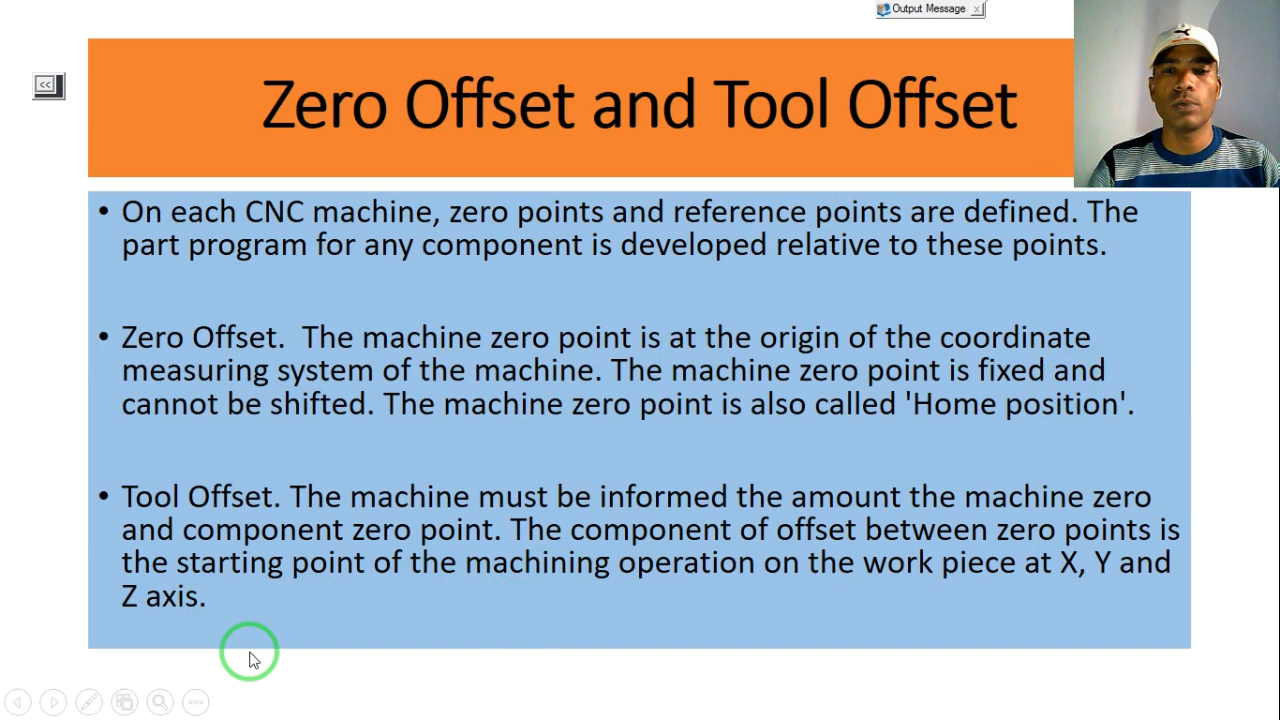 Output Message
<<
Zero Offset and Tool Offset
• On each CNC machine, zero points and reference points are defined. The
part program for any component is developed relative to these points.
• Zero Offset.  The machine zero point is at the origin of the coordinate
measuring system of the machine. The machine zero point is fixed and
cannot be shifted. The machine zero point is also called 'Home position'.
• Tool Offset. The machine must be informed the amount the machine zero
and component zero point. The component of offset between zero points is
the starting point of the machining operation on the work piece at X, Y and
Z axis.